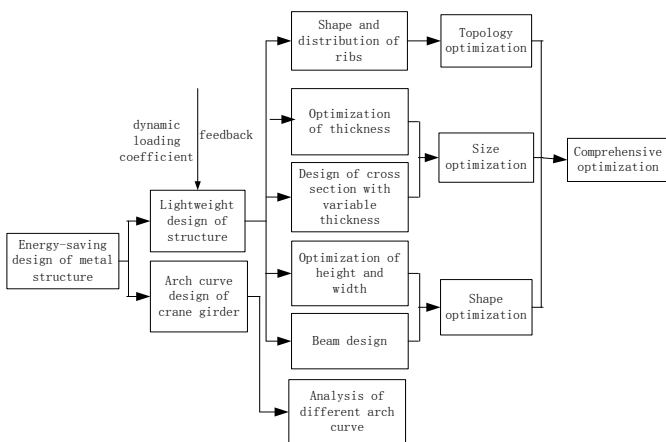 Shape and
distribution of
ribs
Topology
optimization
dynamic
loading
coefficient
feedback
Optimization
of thickness
Size
optimization
Comprehensive
optimization
Design of cross
section with
variable
thickness
Lightweight
design of
structure
Energy-saving
design of metal
structure
Optimization of
height and
width
Arch curve
design of
crane girder
Shape
optimization
Beam design
Analysis of
different arch
curve